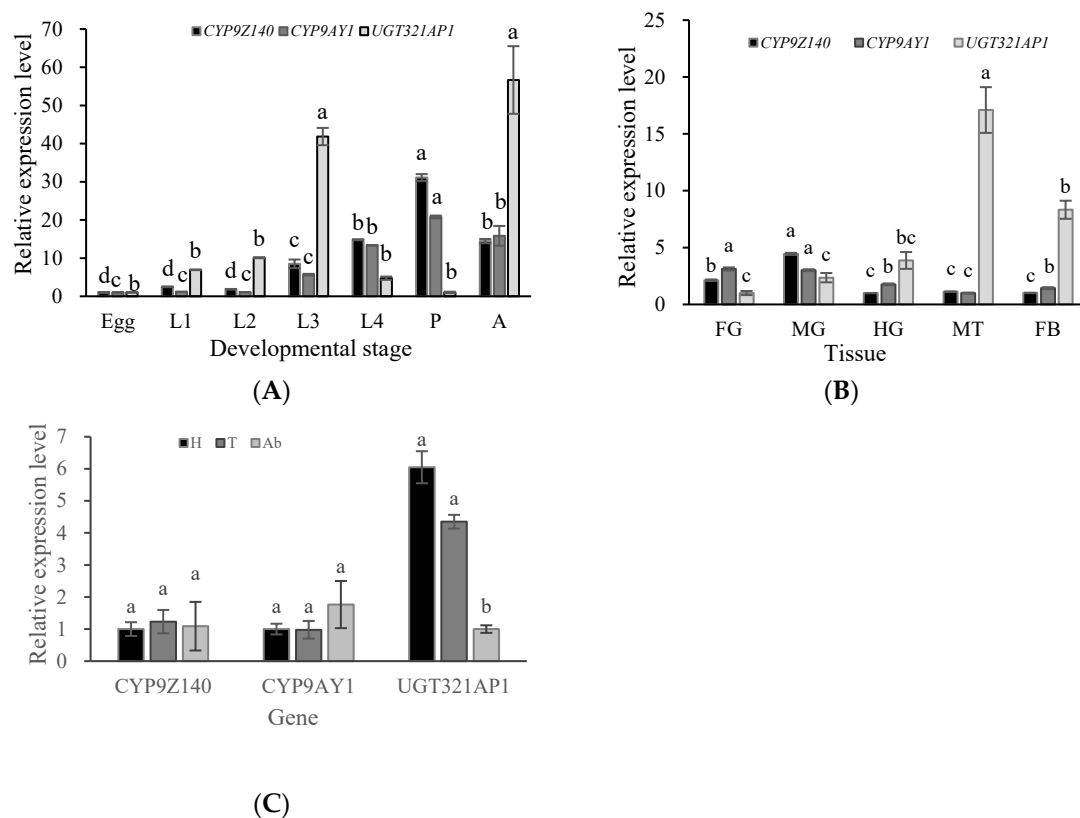 CYP9Z140 CYP9AY1 UGT321AP1
Relative expression level
70
60
50
40
30
20
10
0
d c b
d c b
d c b
c c a
b b b
a a b
b b a
Egg L1 L2 L3 L4 P A
Developmental stage
(A)
CYP9Z140 CYP9AY1 UGT321AP1
Relative expression level
25
20
15
10
5
0
b a c
a a c
c b bc
c c a
c b b
FG MG HG MT FB
Tissue
(B)
H T Ab
Relative expression level
7
6
5
4
3
2
1
0
a a a
a a a
a a b
CYP9Z140 CYP9AY1 UGT321AP1
Gene
(C)